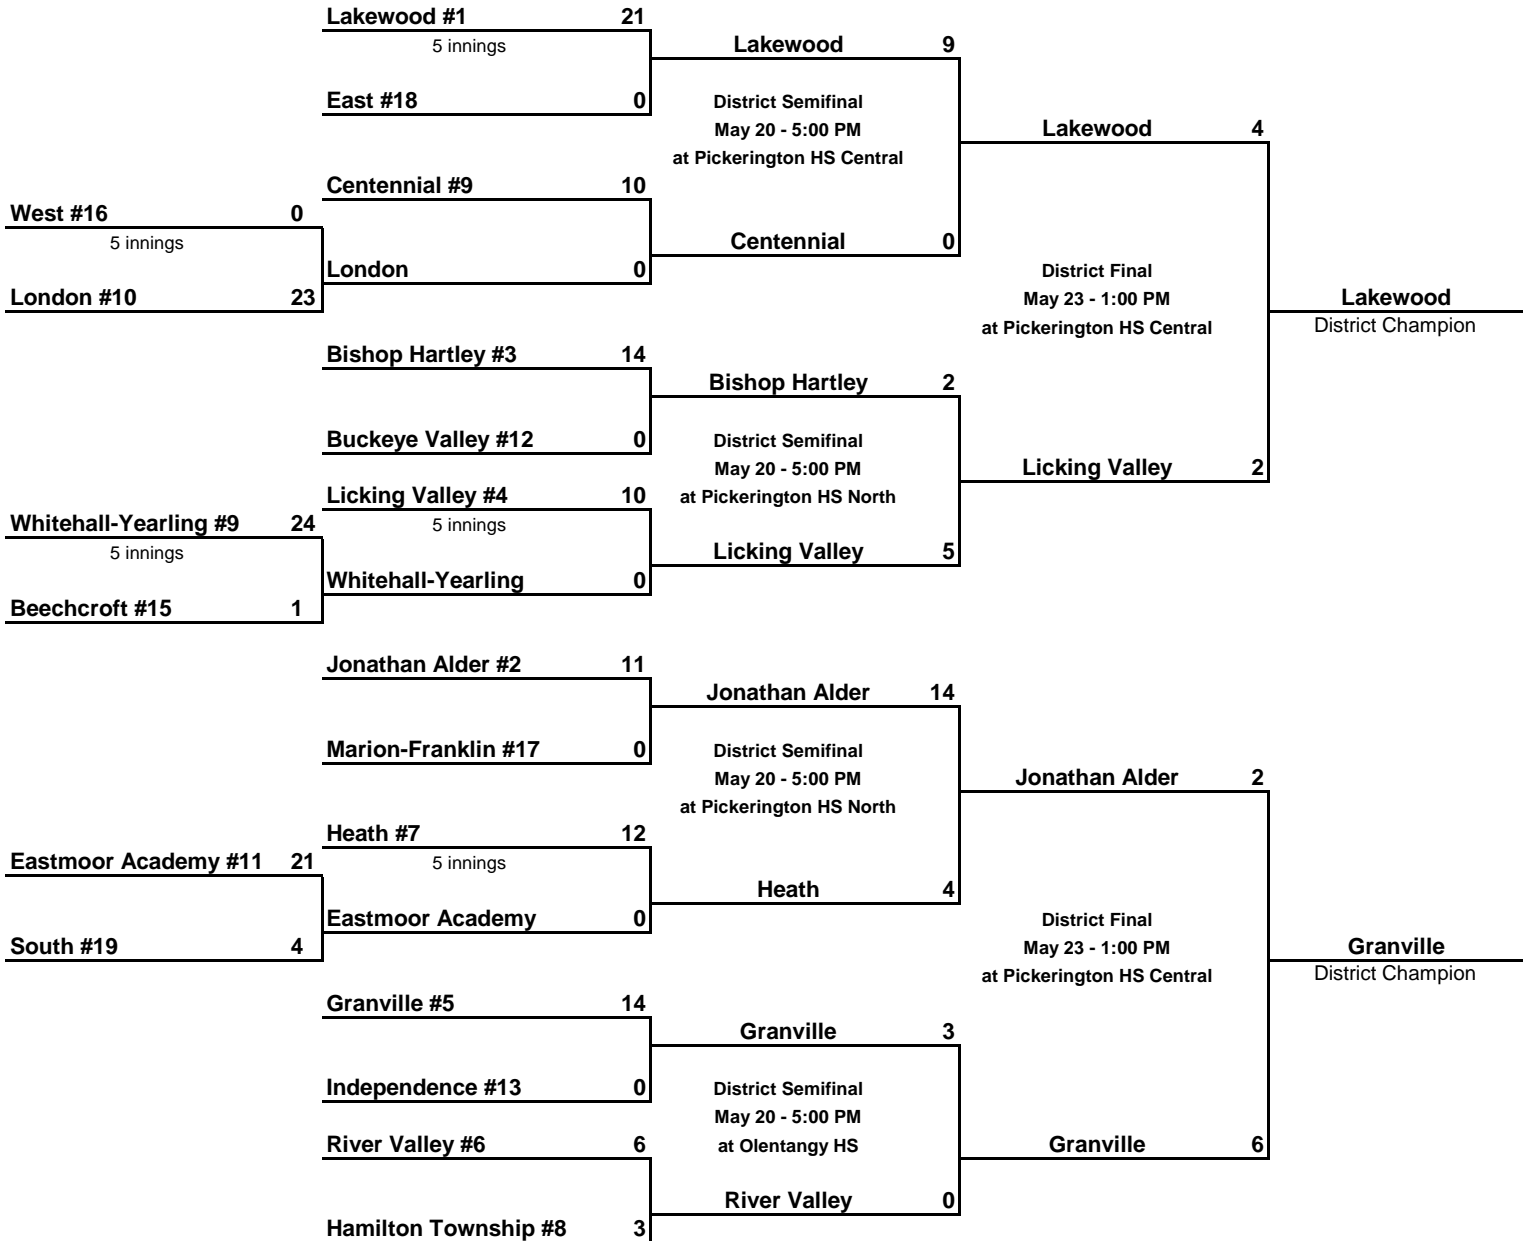 Lakewood #1 21
5 innings
Lakewood 9
East #18 0
District Semifinal
May 20 - 5:00 PM
at Pickerington HS Central
Lakewood 4
Centennial #9 10
West #16 0
5 innings
Centennial 0
London 0
London #10 23
District Final
May 23 - 1:00 PM
at Pickerington HS Central
Lakewood
District Champion
Bishop Hartley #3 14
Bishop Hartley 2
Buckeye Valley #12 0
District Semifinal
May 20 - 5:00 PM
at Pickerington HS North
Licking Valley 2
Licking Valley #4 10
5 innings
Whitehall-Yearling #9 24
5 innings
Licking Valley 5
Whitehall-Yearling 0
Beechcroft #15 1
Jonathan Alder #2 11
Jonathan Alder 14
Marion-Franklin #17 0
District Semifinal
May 20 - 5:00 PM
at Pickerington HS North
Jonathan Alder 2
Heath #7 12
5 innings
Eastmoor Academy #11 21
Heath 4
Eastmoor Academy 0
South #19 4
District Final
May 23 - 1:00 PM
at Pickerington HS Central
Granville
District Champion
Granville #5 14
Granville 3
Independence #13 0
District Semifinal
May 20 - 5:00 PM
at Olentangy HS
Granville 6
River Valley #6 6
River Valley 0
Hamilton Township #8 3